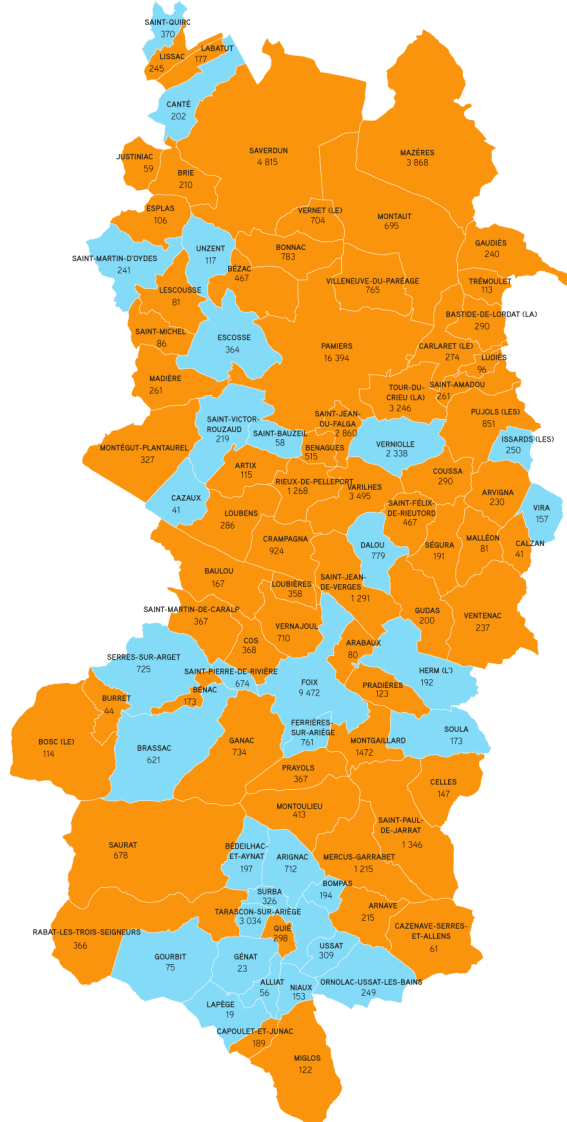 SAINT-QUIRC
370
LABATUT
177
LISSAC
245
CANTÉ
202
SAVERDUN
4 815
MAZÈRES
3 868
JUSTINIAC
59
BRIE
210
ESPLAS
106
VERNET (LE)
704
MONTAUT
695
UNZENT
117
BONNAC
783
GAUDIÈS
240
SAINT-MARTIN-D'OYDES
241
BÉZAC
467
VILLENEUVE-DU-PARÉAGE
765
TRÉMOULET
113
LESCOUSSE
81
BASTIDE-DE-LORDAT (LA)
290
SAINT-MICHEL
86
ESCOSSE
364
PAMIERS
16 394
CARLARET (LE)
274
LUDIÈS
96
MADIÈRE
261
TOUR-DU-
CRIEU (LA)
3 246
SAINT-AMADOU
261
SAINT-VICTOR-
ROUZAUD
219
SAINT-JEAN-
DU-FALGA
2 860
PUJOLS (LES)
851
SAINT-BAUZEIL
58
VERNIOLLE
2 338
ISSARDS (LES)
250
MONTÉGUT-PLANTAUREL
327
BENAGUES
515
ARTIX
115
COUSSA
290
RIEUX-DE-PELLEPORT
1 268
VARILHES
3 495
ARVIGNA
230
CAZAUX
41
SAINT-FÉLIX-
DE-RIEUTORD
467
VIRA
157
LOUBENS
286
CRAMPAGNA
924
DALOU
779
SÉGURA
191
MALLÉON
81
CALZAN
41
BAULOU
167
LOUBIÈRES
358
SAINT-JEAN-
DE-VERGES
1 291
SAINT-MARTIN-DE-CARALP
367
GUDAS
200
VENTENAC
237
COS
368
VERNAJOUL
710
ARABAUX
80
SERRES-SUR-ARGET
725
SAINT-PIERRE-DE-RIVIÈRE
674
FOIX
9 472
HERM (L')
192
BÉNAC
173
PRADIÈRES
123
BURRET
44
FERRIÈRES-
SUR-ARIÈGE
761
SOULA
173
BOSC (LE)
114
BRASSAC
621
GANAC
734
MONTGAILLARD
1472
PRAYOLS
367
CELLES
147
MONTOULIEU
413
SAINT-PAUL-
DE-JARRAT
1 346
SAURAT
678
BÉDEILHAC-
ET-AYNAT
197
ARIGNAC
712
MERCUS-GARRABET
1 215
BOMPAS
194
SURBA
326
ARNAVE
215
TARASCON-SUR-ARIÈGE
3 034
RABAT-LES-TROIS-SEIGNEURS
366
QUIÉ
298
CAZENAVE-SERRES-
ET-ALLENS
61
USSAT
309
GOURBIT
75
GÉNAT
23
ALLIAT
56
NIAUX
153
ORNOLAC-USSAT-LES-BAINS
249
LAPÈGE
19
CAPOULET-ET-JUNAC
189
MIGLOS
122